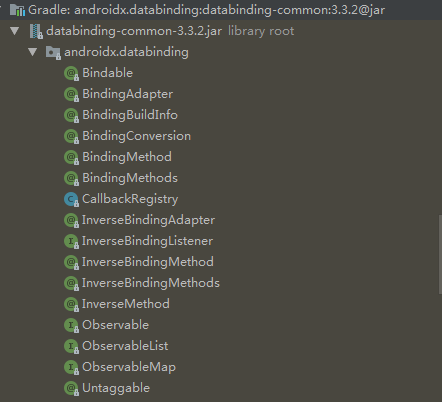 Gradle: androidx.databinding:databinding-common:3.3.2@jar
databinding-common-3.3.2.jar library root
androidx.databinding
Bindable
BindingAdapter
BindingBuildInfo
BindingConversion
BindingMethod
BindingMethods
CallbackRegistry
InverseBindingAdapter
InverseBindingListener
InverseBindingMethod
InverseBindingMethods
InverseMethod
Observable
ObservableList
ObservableMap
Untaggable